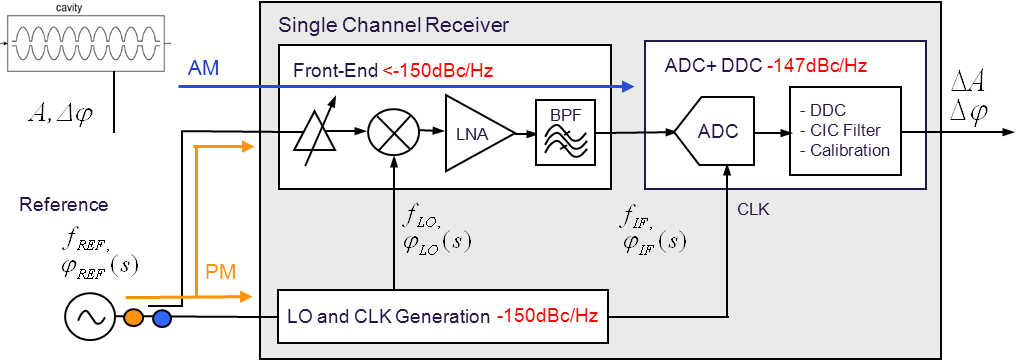 cavity
Single Channel Receiver
AM
Front-End <-150dBc/Hz
ADC+ DDC -147dBc/Hz
A, Δφ
LNA
BPF
ADC
- DDC
- CIC Filter
- Calibration
ΔA
Δφ
Reference
f_REF,
φ_REF(s)
PM
f_LO,
φ_LO(s)
f_IF,
φ_IF(s)
CLK
LO and CLK Generation -150dBc/Hz